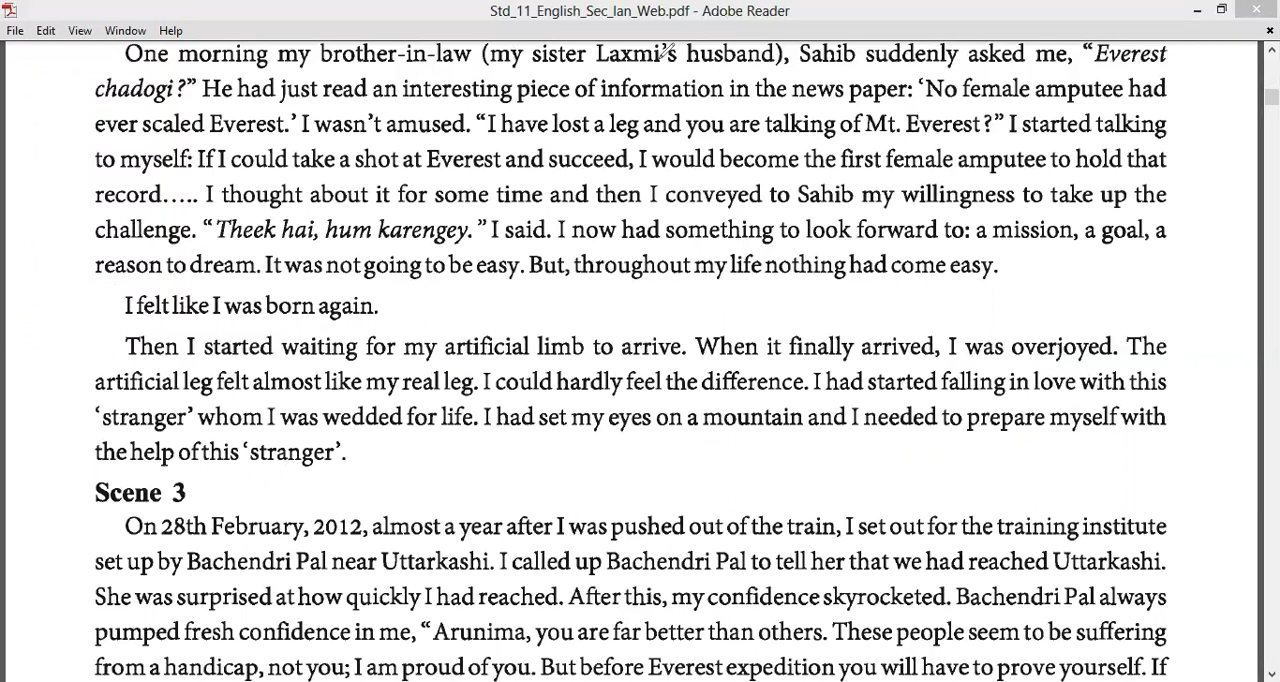 Std_11_English_Sec_lan_Web.pdf - Adobe Reader
File Edit View Window Help
One morning my brother-in-law (my sister Laxmi’s husband), Sahib suddenly asked me, “Everest
chadogi ?” He had just read an interesting piece of information in the news paper: ‘No female amputee had
ever scaled Everest.’ I wasn’t amused. “I have lost a leg and you are talking of Mt. Everest ?” I started talking
to myself: If I could take a shot at Everest and succeed, I would become the first female amputee to hold that
record….. I thought about it for some time and then I conveyed to Sahib my willingness to take up the
challenge. “Theek hai, hum karengey.” I said. I now had something to look forward to: a mission, a goal, a
reason to dream. It was not going to be easy. But, throughout my life nothing had come easy.
I felt like I was born again.
Then I started waiting for my artificial limb to arrive. When it finally arrived, I was overjoyed. The
artificial leg felt almost like my real leg. I could hardly feel the difference. I had started falling in love with this
‘stranger’ whom I was wedded for life. I had set my eyes on a mountain and I needed to prepare myself with
the help of this ‘stranger’.
Scene 3
On 28th February, 2012, almost a year after I was pushed out of the train, I set out for the training institute
set up by Bachendri Pal near Uttarkashi. I called up Bachendri Pal to tell her that we had reached Uttarkashi.
She was surprised at how quickly I had reached. After this, my confidence skyrocketed. Bachendri Pal always
pumped fresh confidence in me, “Arunima, you are far better than others. These people seem to be suffering
from a handicap, not you; I am proud of you. But before Everest expedition you will have to prove yourself. If